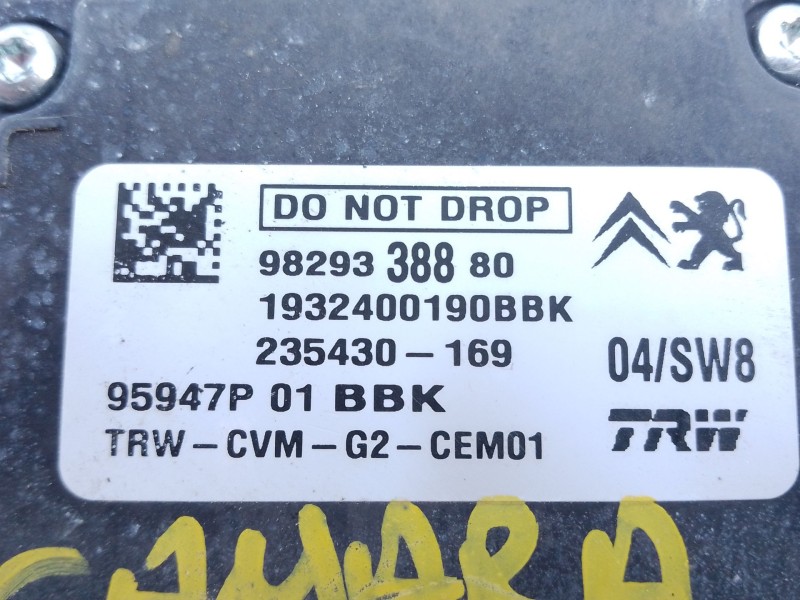 DO NOT DROP
98293 388 80
1932400190BBK
235430-169
04/SW8
95947P 01 BBK
TRW
TRW-CVM-G2-CEM01
CAMARA